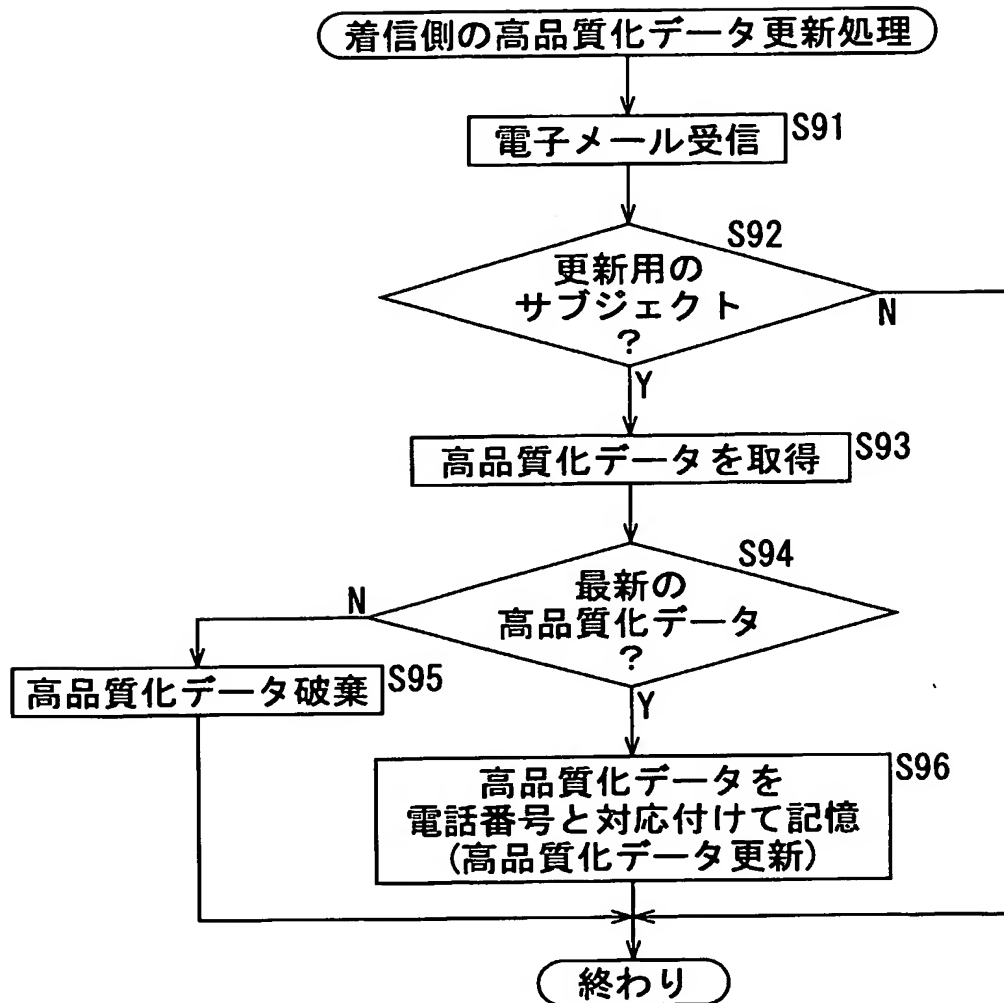 着信側の高品質化データ更新処理
電子メール受信
S91
S92
更新用の
サブジェクト
?
N
Y
高品質化データを取得
S93
S94
最新の
高品質化データ
?
N
Y
高品質化データ破棄
S95
高品質化データを
電話番号と対応付けて記憶
(高品質化データ更新)
S96
終わり